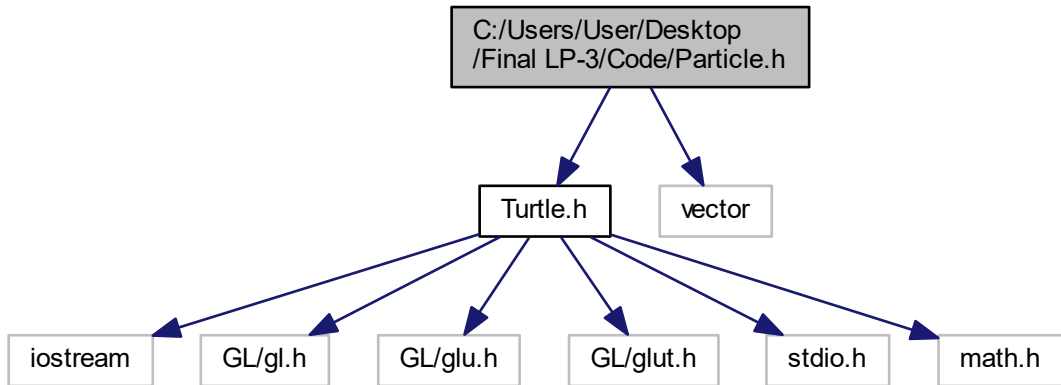 C:/Users/User/Desktop
/Final LP-3/Code/Particle.h
Turtle.h
vector
iostream
GL/gl.h
GL/glu.h
GL/glut.h
stdio.h
math.h